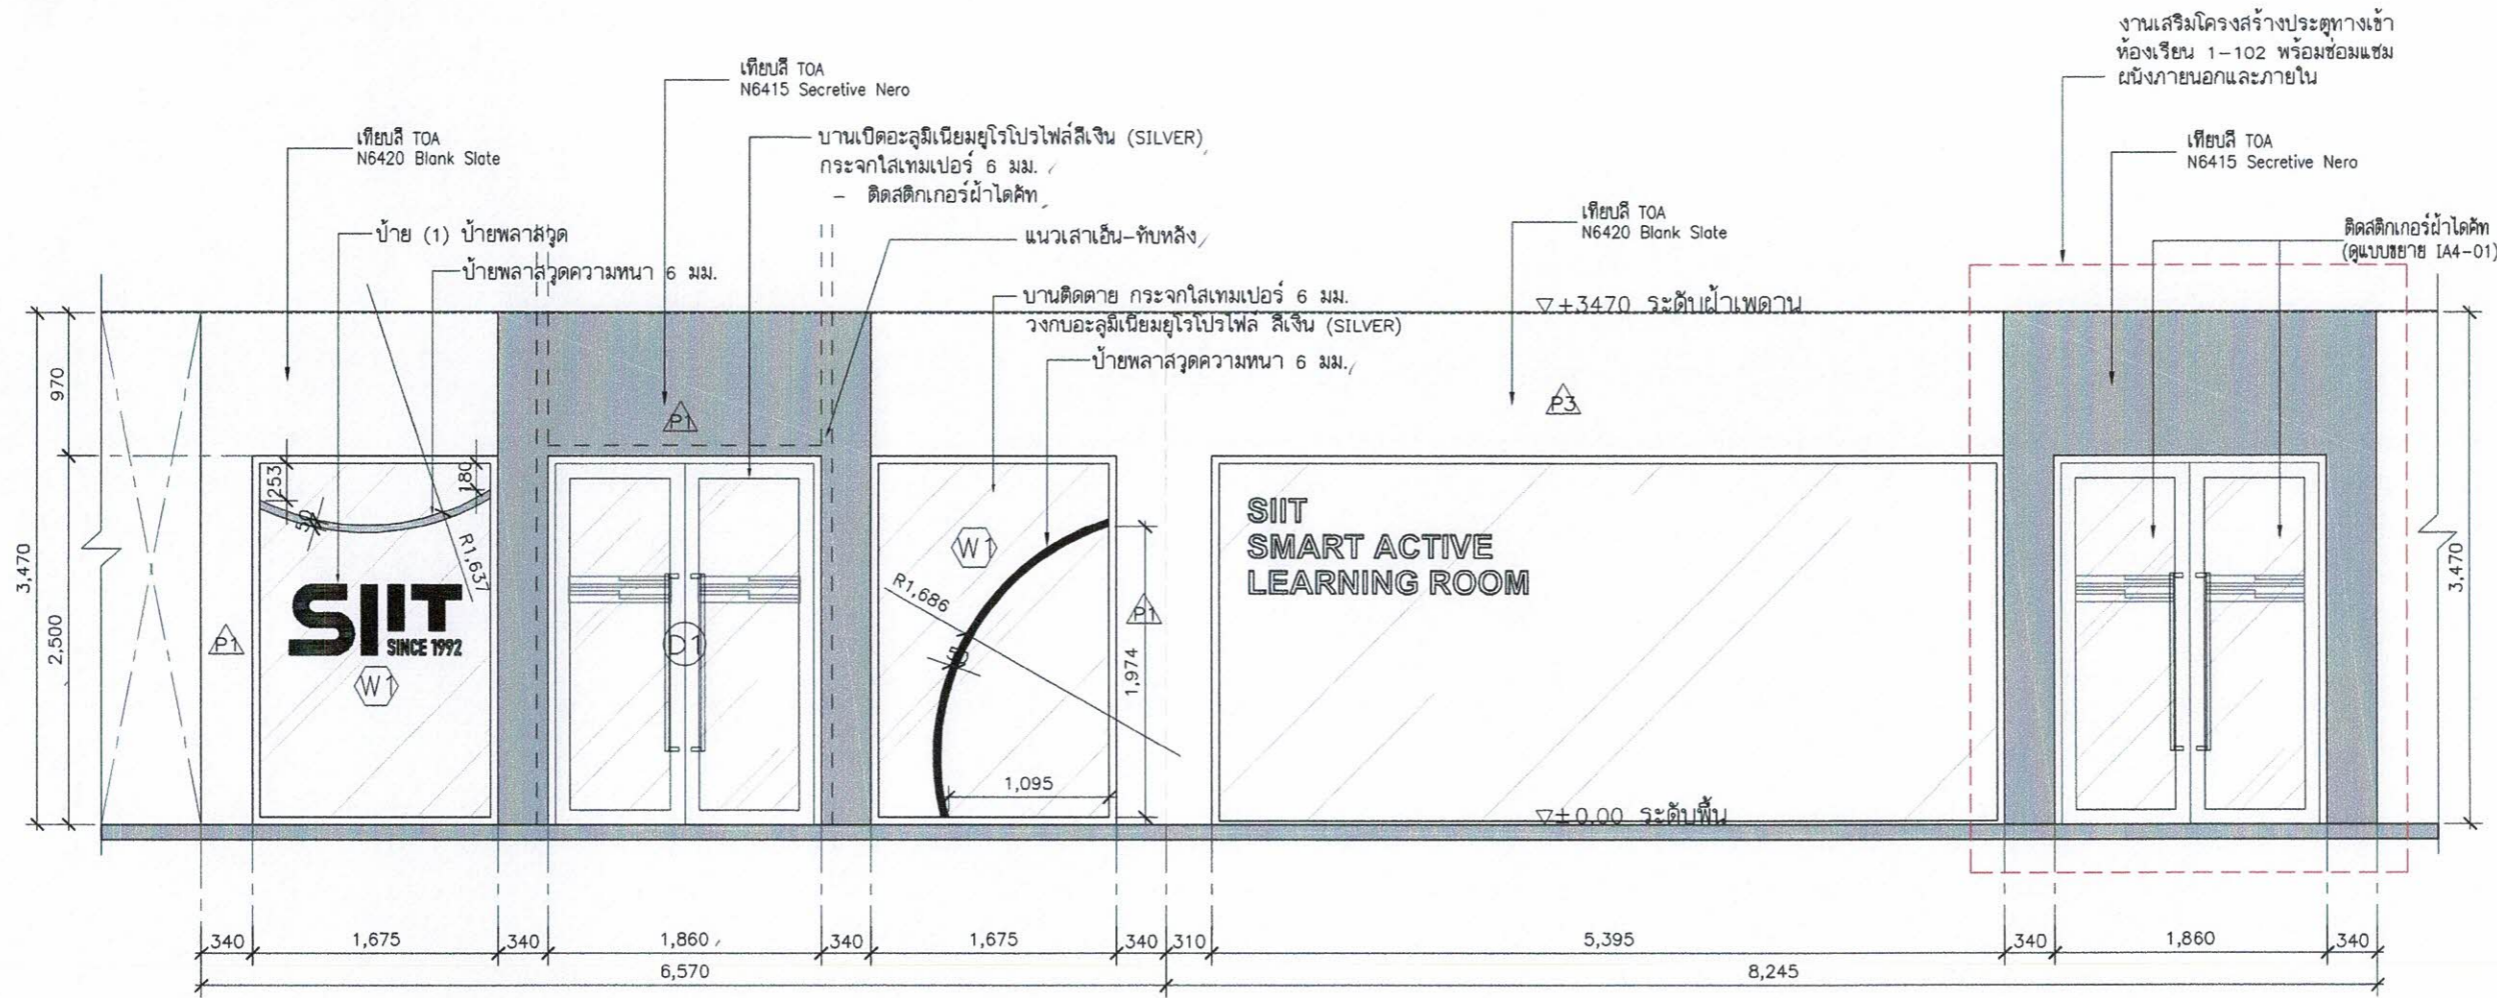 งานเสริมโครงสร้างประตูทางเข้า
ห้องเรียน 1-102 พร้อมซ่อมแซม
ผนังภายนอกและภายใน
เทียบสี TOA
N6415 Secretive Nero
เทียบสี TOA
N6420 Blank Slate
บานเปิดอะลูมิเนียมยูโรโปรไฟล์สีเงิน (SILVER)
กระจกใสเทมเปอร์ 6 มม.
- ติดสติกเกอร์ฝ้าไดคัท
เทียบสี TOA
N6415 Secretive Nero
ป้าย (1) ป้ายพลาสวูด
ป้ายพลาสวูดความหนา 6 มม.
แนวเสาเอ็น-ทับหลัง
เทียบสี TOA
N6420 Blank Slate
ติดสติกเกอร์ฝ้าไดคัท
(ดูแบบขยาย IA4-01)
บานติดตาย กระจกใสเทมเปอร์ 6 มม.
วงกบอะลูมิเนียมยูโรโปรไฟล์ สีเงิน (SILVER)
ป้ายพลาสวูดความหนา 6 มม.
±3470 ระดับฝ้าเพดาน
970
2,500
3,470
P1
P3
253
180
50
R1,637
SIIT
SINCE 1992
W1
P1
D1
W1
R1,686
50
P1
1,974
1,095
SIIT
SMART ACTIVE
LEARNING ROOM
±0.00 ระดับพื้น
3,470
340 1,675 340 1,860 340 1,675 340 310 5,395 340 1,860 340
6,570 8,245